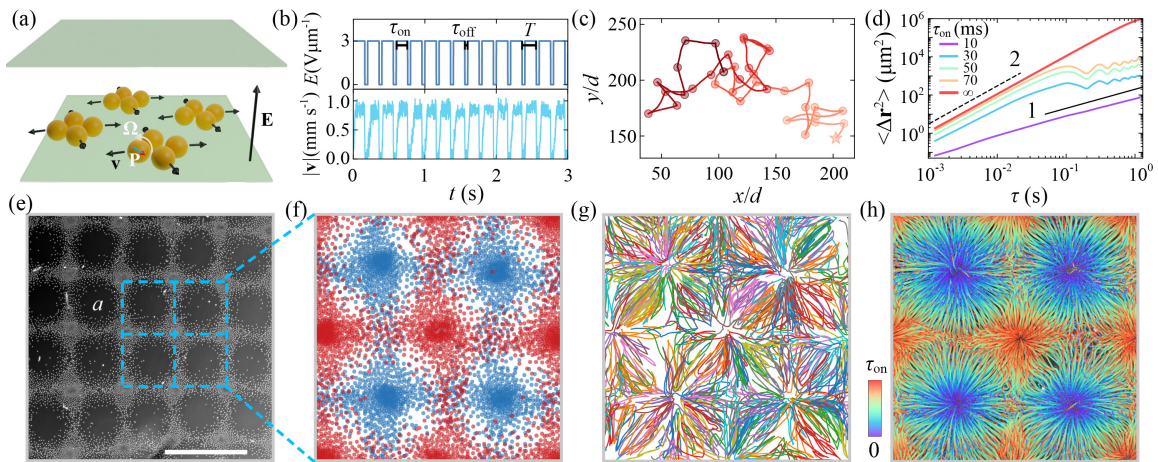 (a)
E
Ω
v
P
(b)
E(Vμm⁻¹)
3
0
τon
τoff
T
|v|(mm s⁻¹)
1.0
0.5
0.0
0 1 2 3
t (s)
(c)
y/d
250
200
150
50 100 150 200
x/d
(d)
<Δr²> (μm²)
10⁶
10⁴
10²
10⁰
τon(ms)
10
30
50
70
∞
2
1
10⁻³ 10⁻² 10⁻¹ 10⁰
τ (s)
(e)
a
(f)
(g)
(h)
τon
0